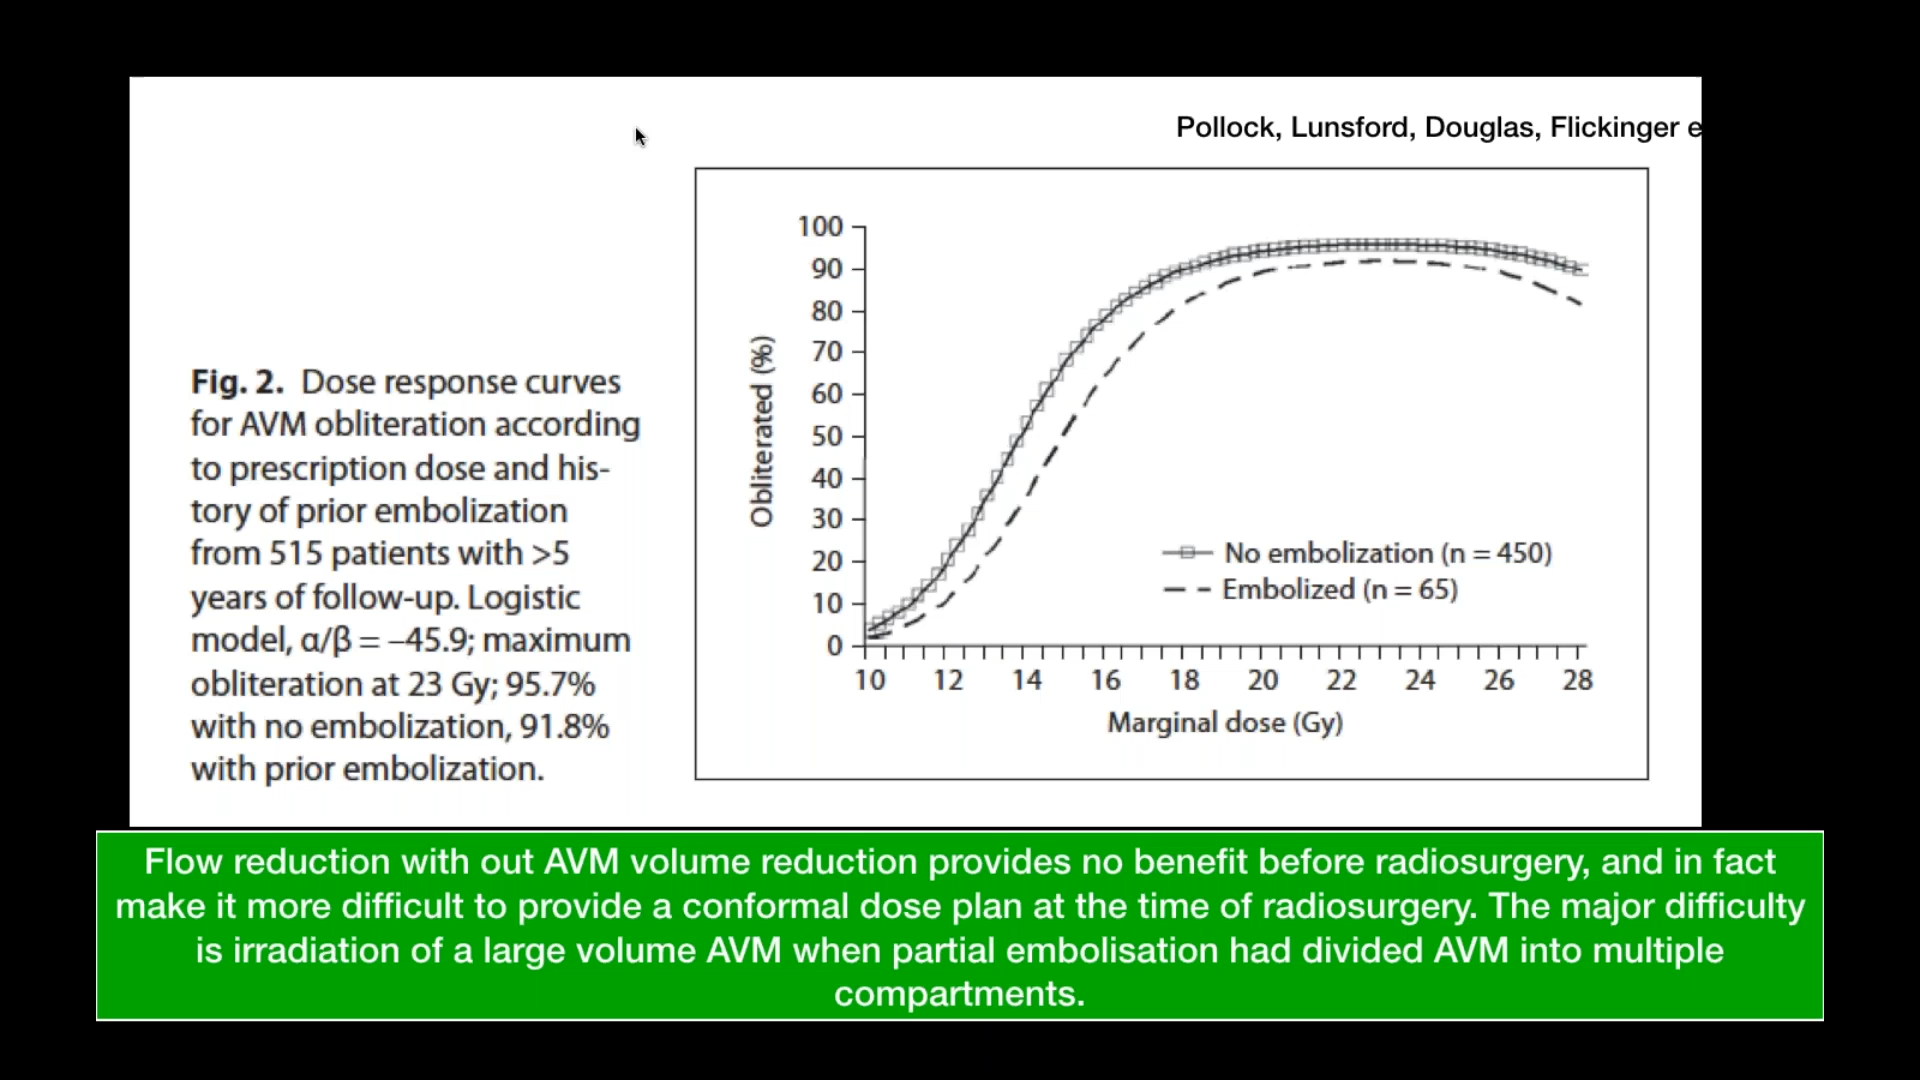 Pollock, Lunsford, Douglas, Flickinger e
Fig. 2. Dose response curves
for AVM obliteration according
to prescription dose and his-
tory of prior embolization
from 515 patients with >5
years of follow-up. Logistic
model, α/β = –45.9; maximum
obliteration at 23 Gy; 95.7%
with no embolization, 91.8%
with prior embolization.
Obliterated (%)
100
90
80
70
60
50
40
30
20
10
0
No embolization (n = 450)
Embolized (n = 65)
10 12 14 16 18 20 22 24 26 28
Marginal dose (Gy)
Flow reduction with out AVM volume reduction provides no benefit before radiosurgery, and in fact
make it more difficult to provide a conformal dose plan at the time of radiosurgery. The major difficulty
is irradiation of a large volume AVM when partial embolisation had divided AVM into multiple
compartments.